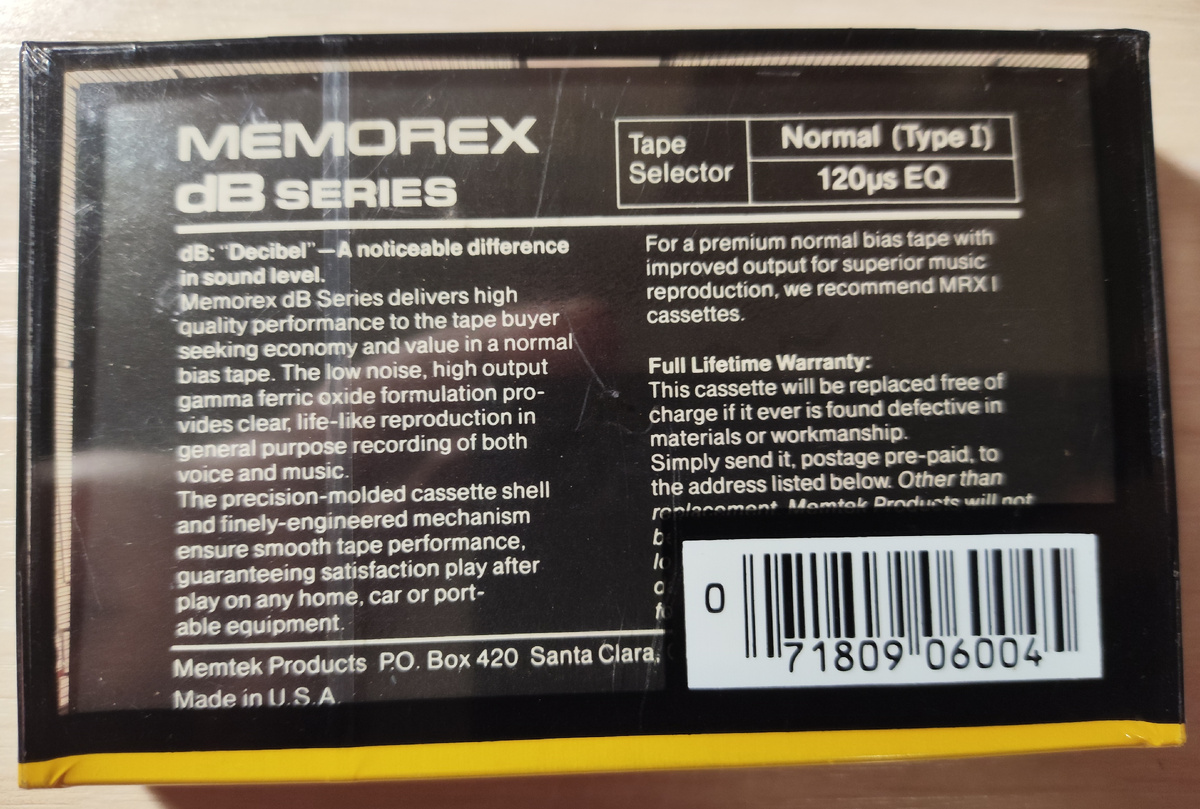 MEMOREX
dB SERIES
Tape Selector
Normal (Type I)
120µs EQ
dB: "Decibel"—A noticeable difference
in sound level.
Memorex dB Series delivers high
quality performance to the tape buyer
seeking economy and value in a normal
bias tape. The low noise, high output
gamma ferric oxide formulation pro-
vides clear, life-like reproduction in
general purpose recording of both
voice and music.
The precision-molded cassette shell
and finely-engineered mechanism
ensure smooth tape performance,
guaranteeing satisfaction play after
play on any home, car or port-
able equipment.
For a premium normal bias tape with
improved output for superior music
reproduction, we recommend MRX I
cassettes.
Full Lifetime Warranty:
This cassette will be replaced free of
charge if it ever is found defective in
materials or workmanship.
Simply send it, postage pre-paid, to
the address listed below. Other than
replacement, Memtek Products will not
Memtek Products P.O. Box 420 Santa Clara,
Made in U.S.A.
0 71809 06004